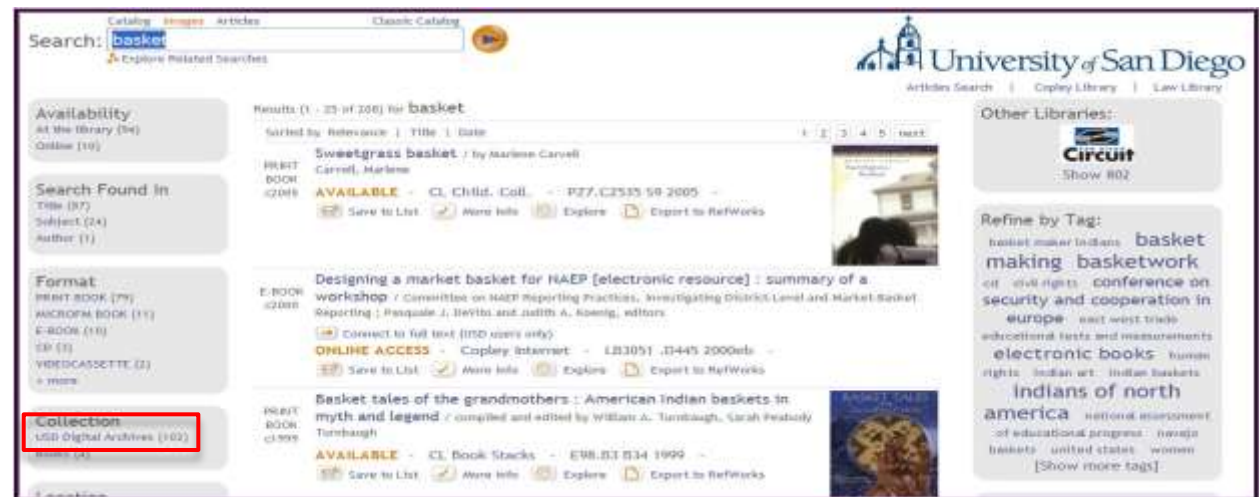 Catalog Images Articles Classic Catalog
Search: basket
Explore Related Searches
University of San Diego
Articles Search | Copley Library | Law Library
Availability
At the library (94)
Online (10)
Search Found In
Title (87)
Subject (24)
Author (1)
Format
PRINT BOOK (79)
MICROFM BOOK (11)
E-BOOK (10)
CD (3)
VIDEOCASSETTE (2)
+ more
Collection
USD Digital Archives (102)
Books (4)
Location
for basket
Sorted by Relevance | Title | Date
1 2 3 4 5 next
Sweetgrass basket / by Marlene Carvell
Carvell, Marlene
PRINT BOOK
AVAILABLE - CL Child. Coll. - PZ7.C2535 S9 2005 -
Save to List More Info Explore Export to RefWorks
E-BOOK
Designing a market basket for NAEP [electronic resource] : summary of a
workshop / Committee on NAEP Reporting Practices, Investigating District-Level and Market-Basket
Reporting ; Pasquale J. DeVito and Judith A. Koenig, editors
Connect to full text (USD users only)
ONLINE ACCESS - Copley Internet - LB3051 .D445 2000eb -
Save to List More Info Explore Export to RefWorks
PRINT BOOK c1999
Basket tales of the grandmothers : American Indian baskets in
myth and legend / compiled and edited by William A. Turnbaugh, Sarah Peabody
Turnbaugh
AVAILABLE - CL Book Stacks - E98.B3 B34 1999 -
Save to List More Info Explore Export to RefWorks
BASKET TALES
Other Libraries:
Circuit
Show 802
Refine by Tag:
basket maker indians basket
making basketwork
cd civil rights conference on
security and cooperation in
europe east west trade
educational tests and measurements
electronic books human
rights indian art indian baskets
indians of north
america national assessment
of educational progress navajo
baskets united states women
[Show more tags]